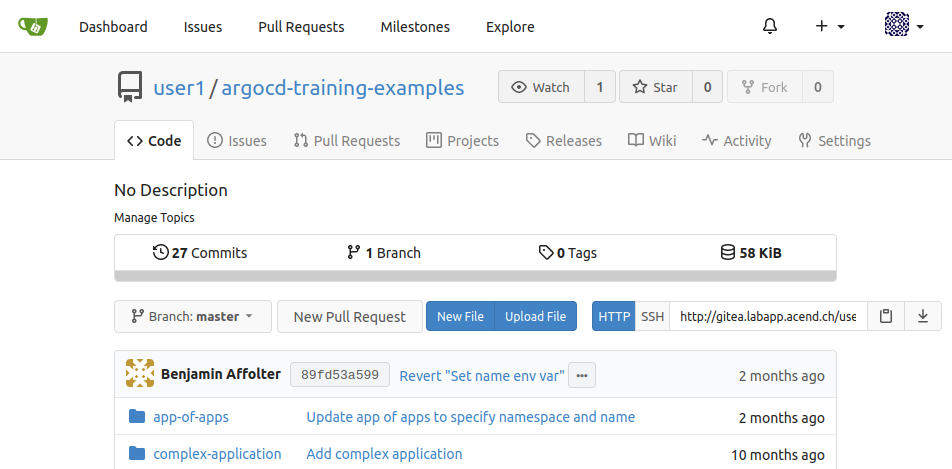 Dashboard Issues Pull Requests Milestones Explore
user1 / argocd-training-examples Watch 1 Star 0 Fork 0
Code Issues Pull Requests Projects Releases Wiki Activity Settings
No Description
Manage Topics
27 Commits 1 Branch 0 Tags 58 KiB
Branch: master New Pull Request New File Upload File HTTP SSH http://gitea.labapp.acend.ch/use
Benjamin Affolter 89fd53a599 Revert "Set name env var" ... 2 months ago
app-of-apps Update app of apps to specify namespace and name 2 months ago
complex-application Add complex application 10 months ago